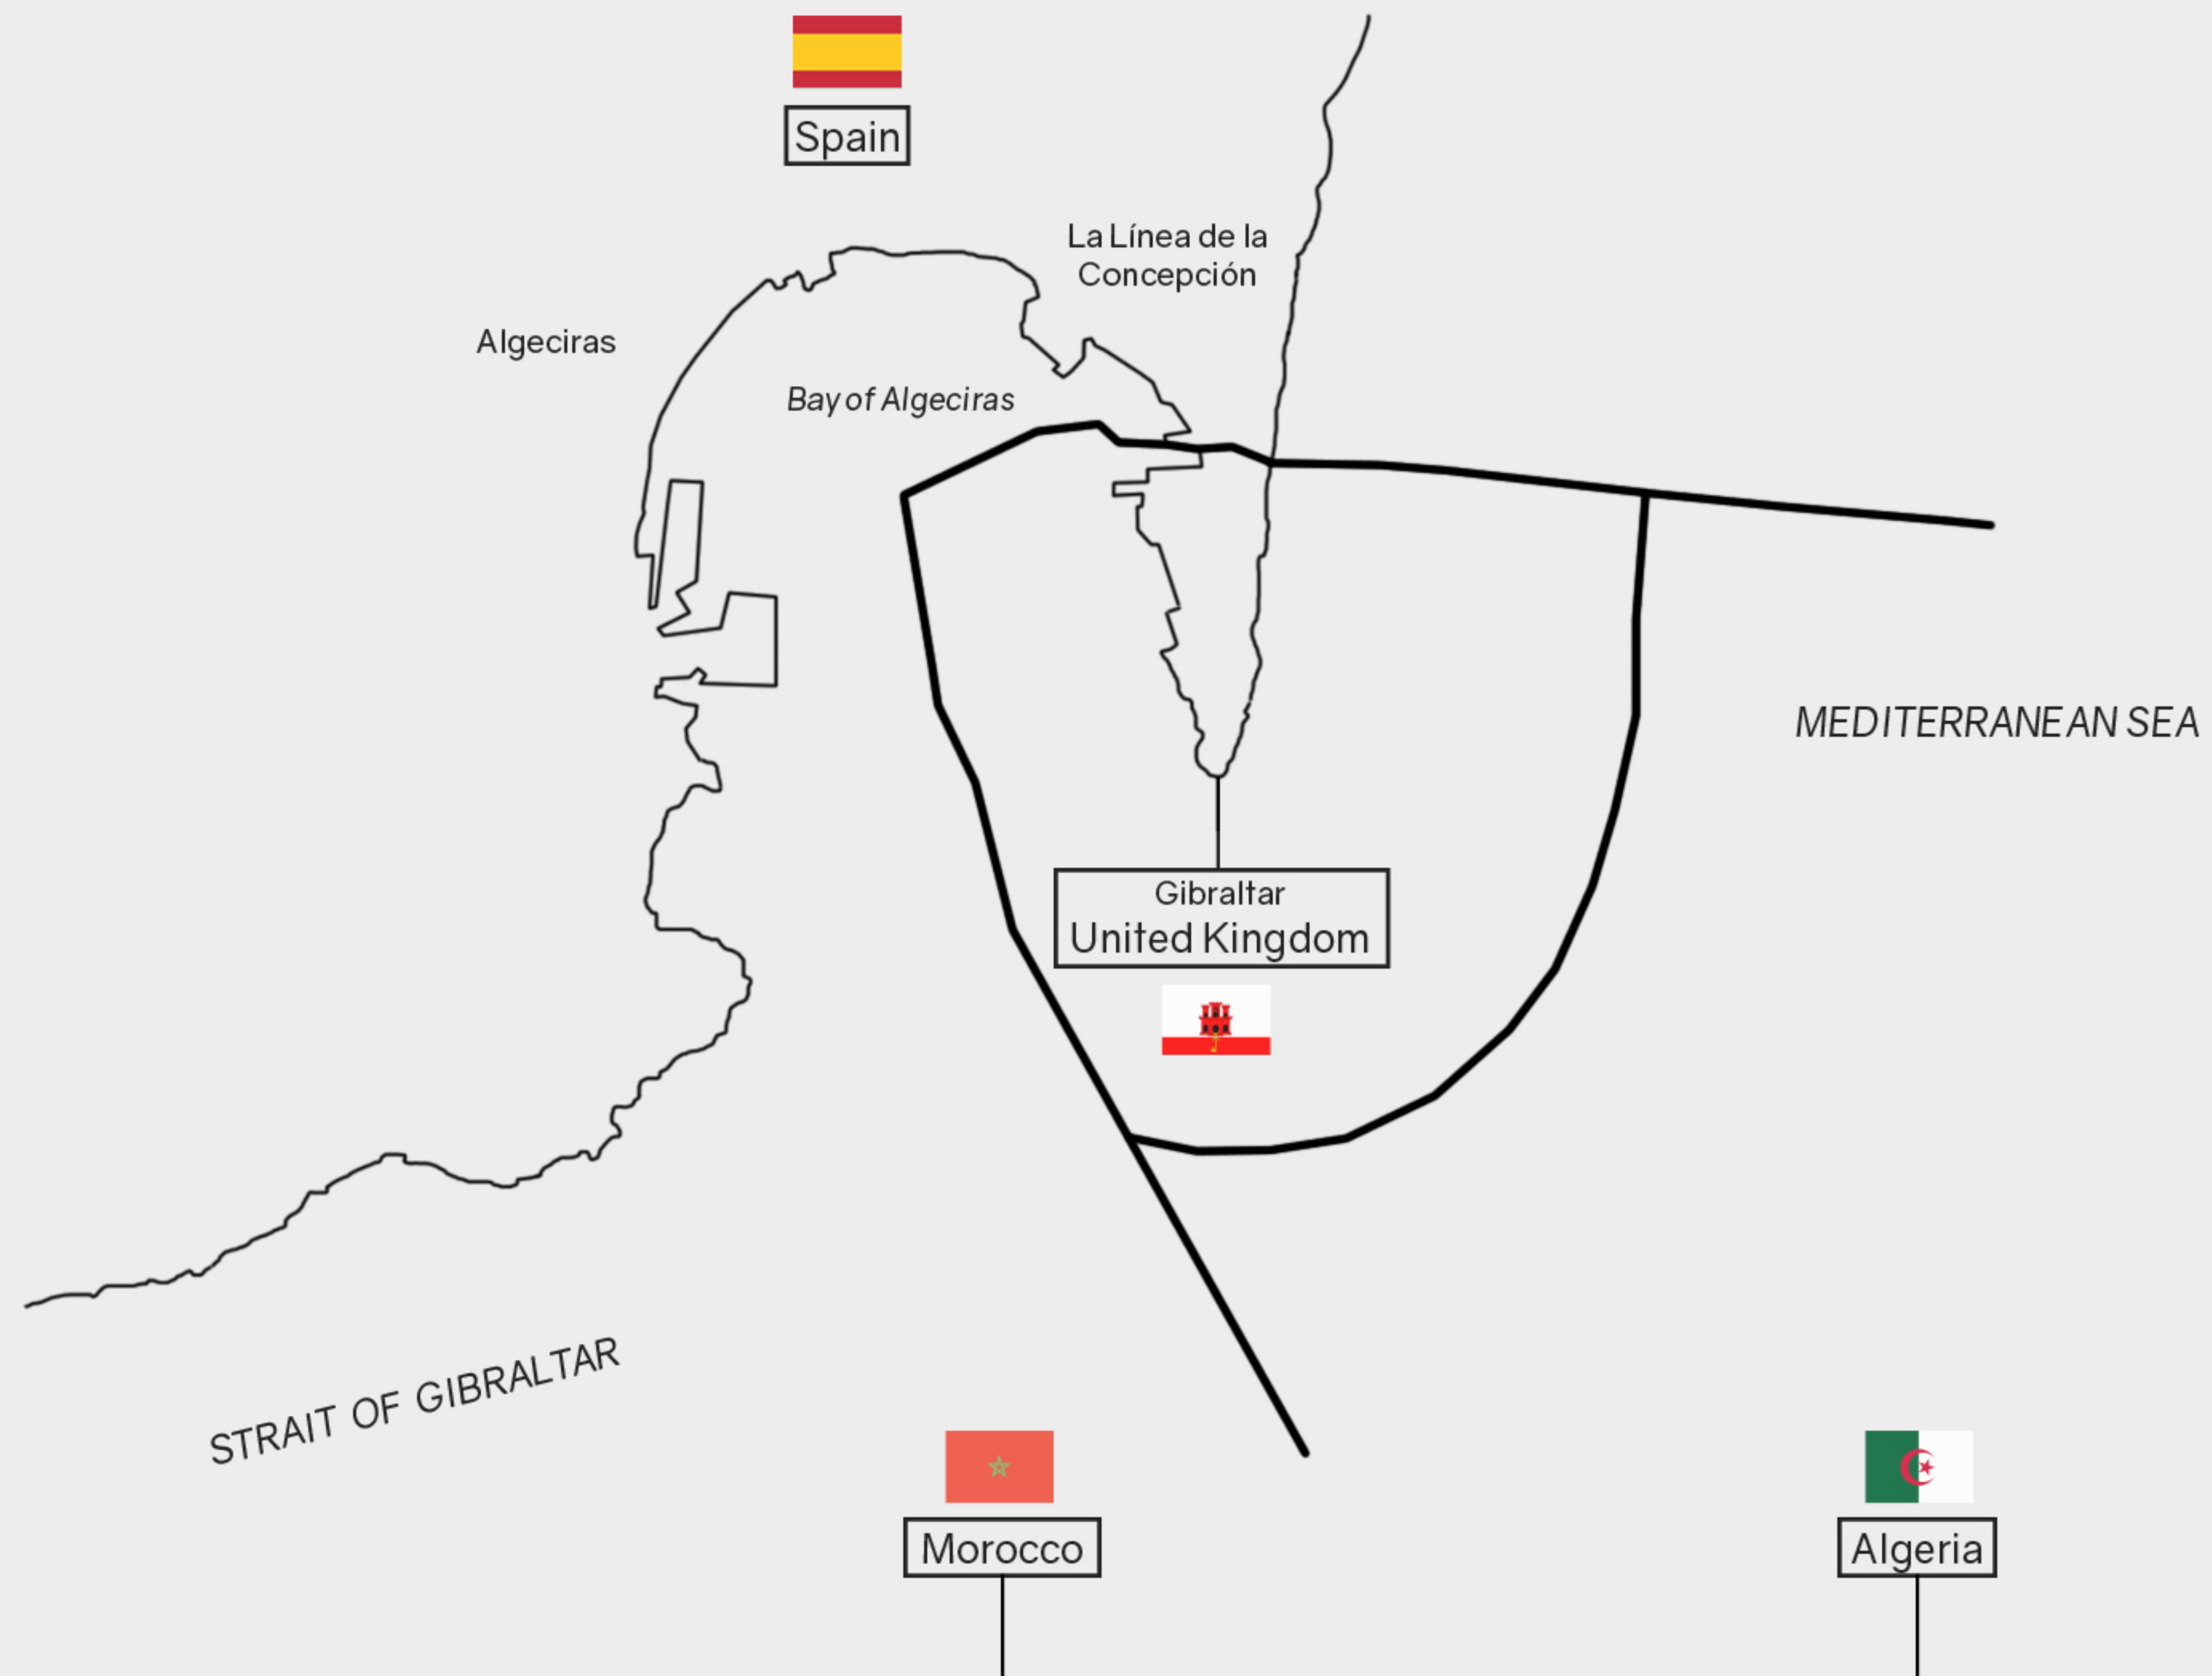 Spain
La Línea de la
Concepción
Algeciras
Bay of Algeciras
MEDITERRANEAN SEA
Gibraltar
United Kingdom
STRAIT OF GIBRALTAR
Morocco
Algeria